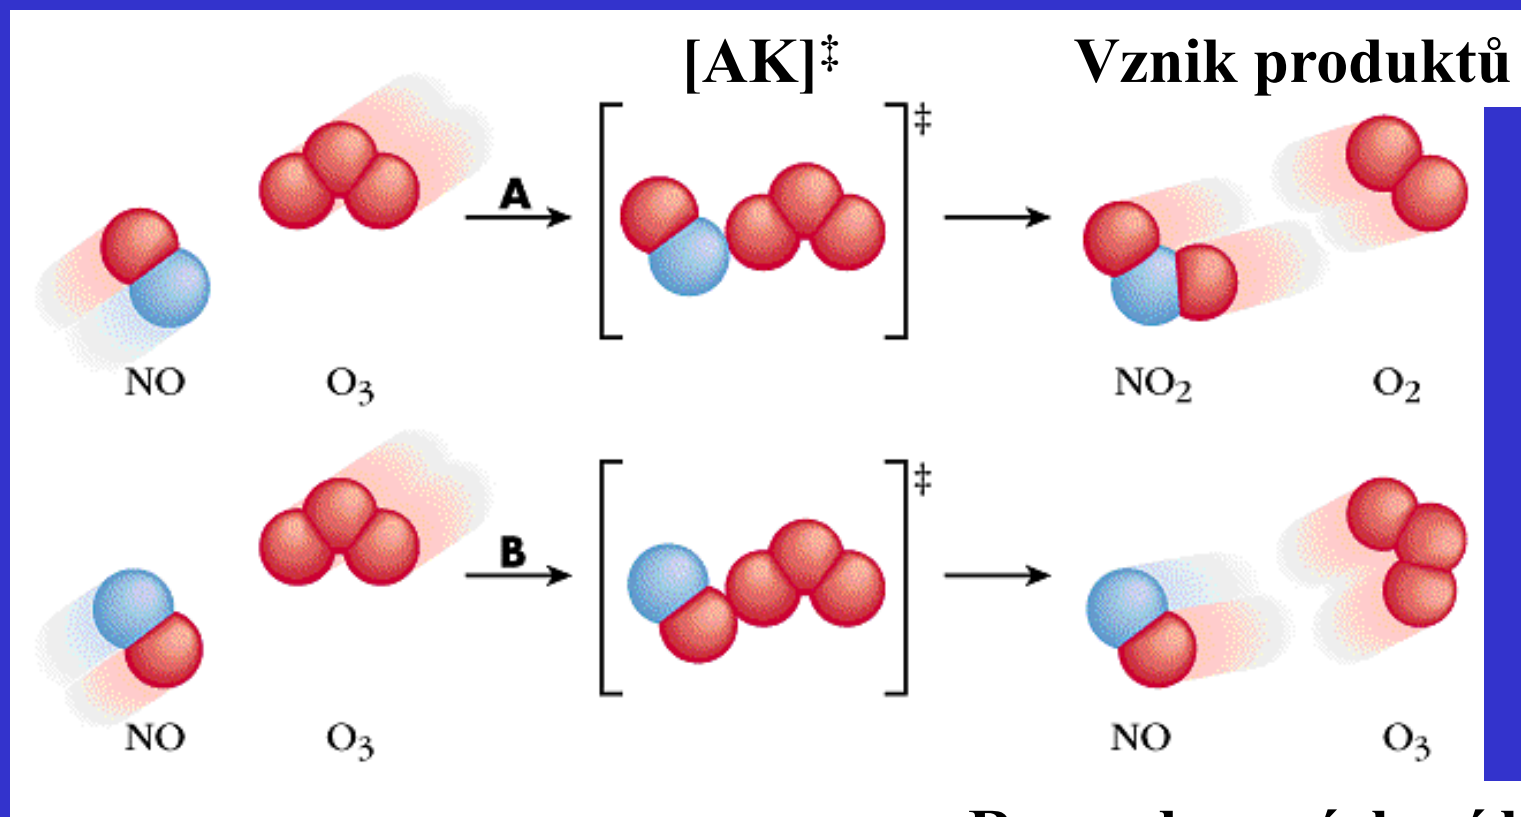 [AK]‡ Vznik produktů
‡
A
NO O3 NO2 O2
‡
B
NO O3 NO O3